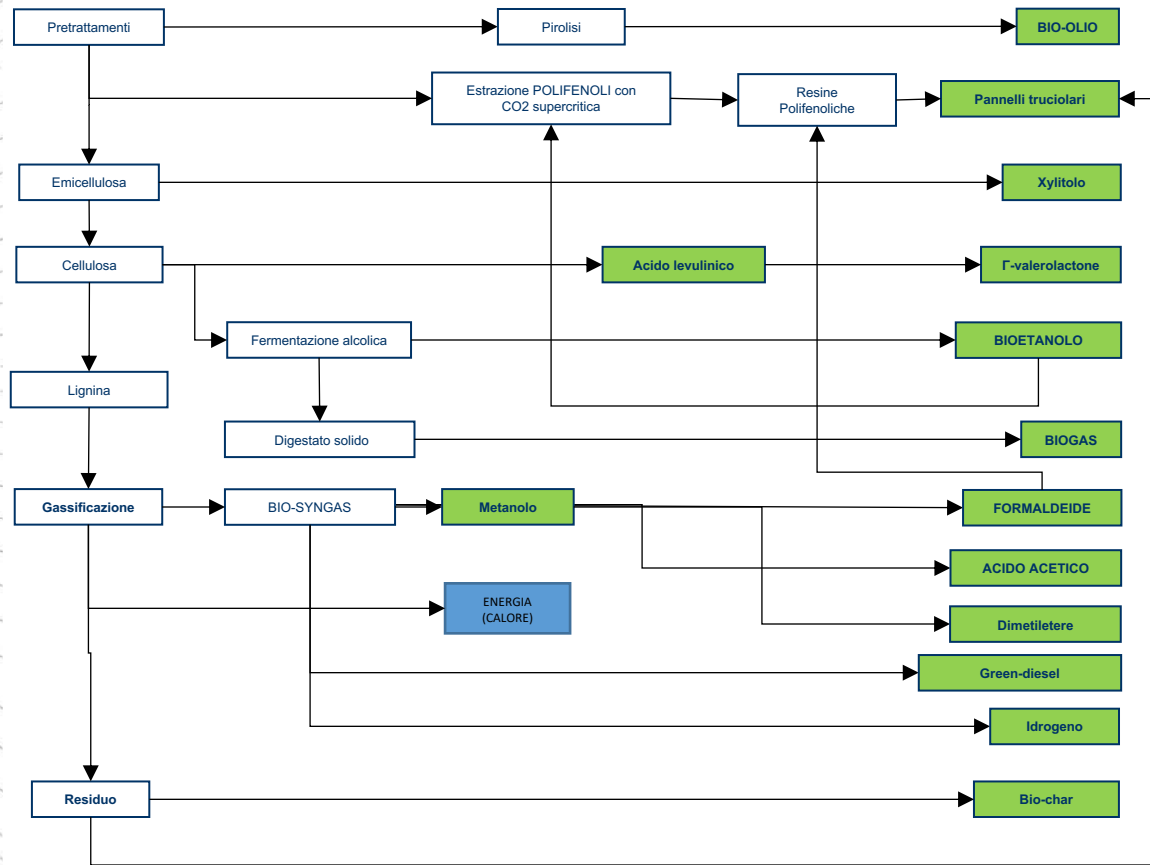 Pretrattamenti
Pirolisi
BIO-OLIO
Estrazione POLIFENOLI con
CO2 supercritica
Resine
Polifenoliche
Pannelli truciolari
Emicellulosa
Xylitolo
Cellulosa
Acido levulinico
Γ-valerolactone
Fermentazione alcolica
BIOETANOLO
Lignina
Digestato solido
BIOGAS
Gassificazione
BIO-SYNGAS
Metanolo
FORMALDEIDE
ACIDO ACETICO
ENERGIA
(CALORE)
Dimetiletere
Green-diesel
Idrogeno
Residuo
Bio-char